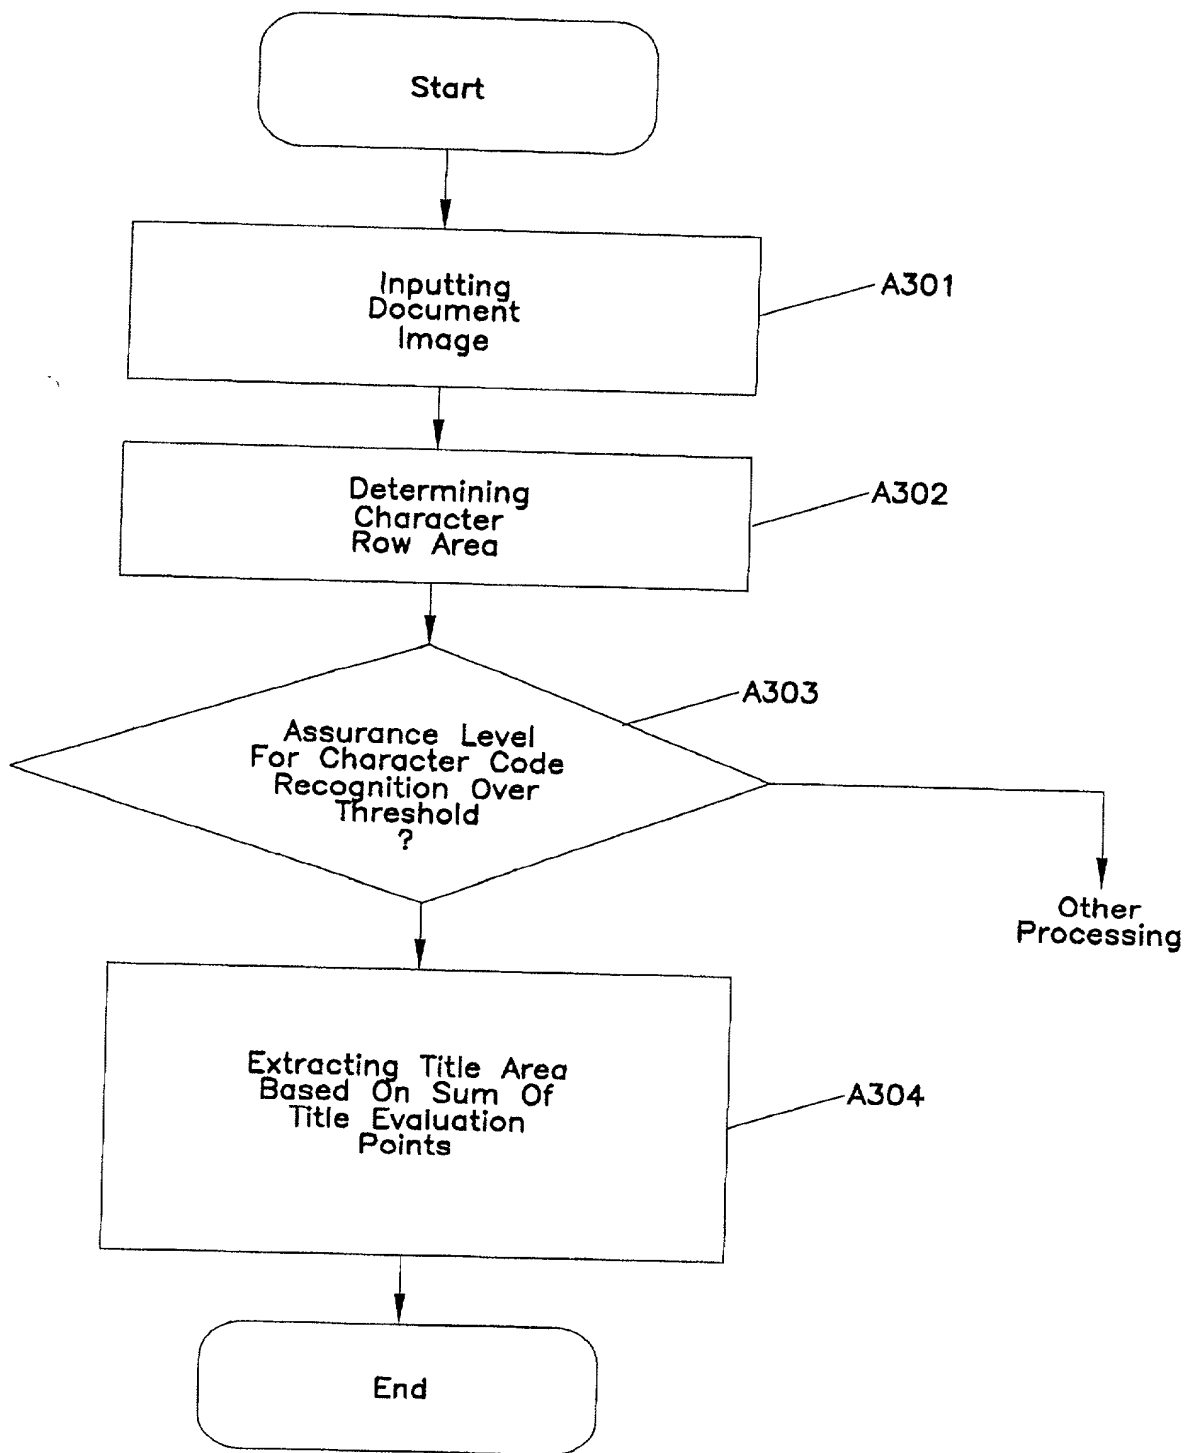 Start
Inputting
Document
Image
A301
Determining
Character
Row Area
A302
A303
Assurance Level
For Character Code
Recognition Over
Threshold
?
Other
Processing
Extracting Title Area
Based On Sum Of
Title Evaluation
Points
A304
End